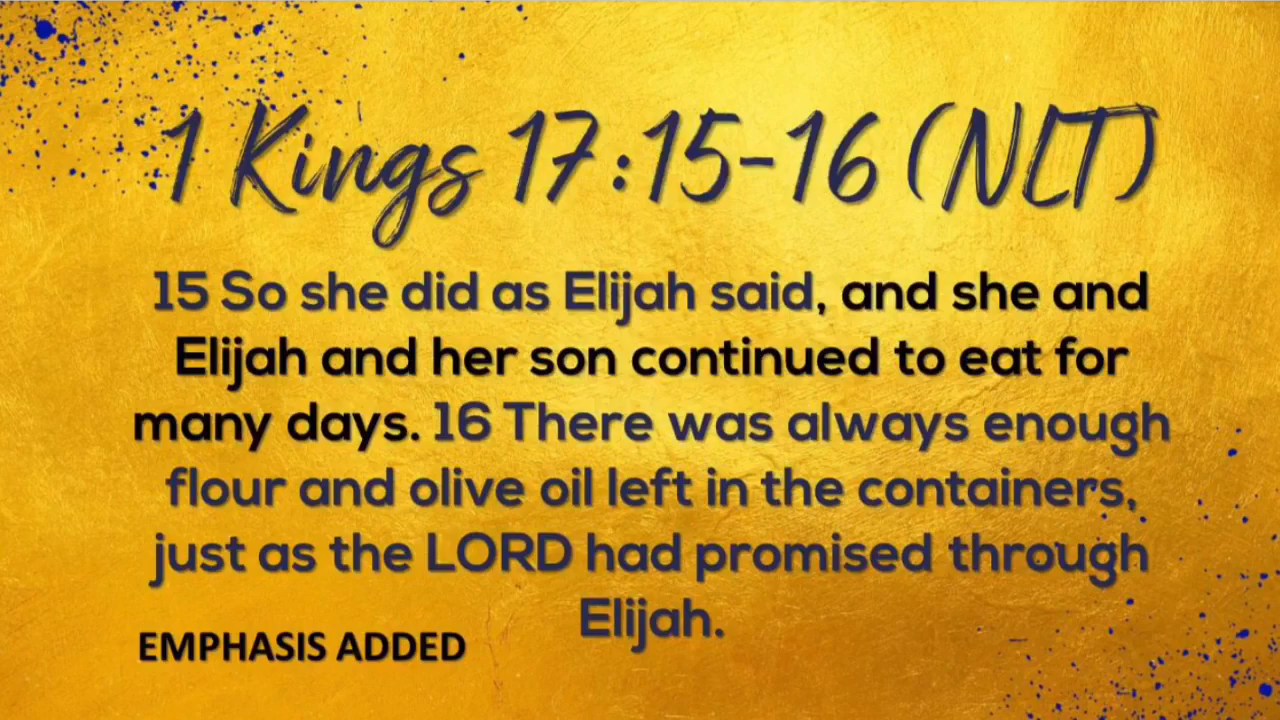 1 Kings 17:15-16 (NLT)
15 So she did as Elijah said, and she and
Elijah and her son continued to eat for
many days. 16 There was always enough
flour and olive oil left in the containers,
just as the LORD had promised through
Elijah.
EMPHASIS ADDED